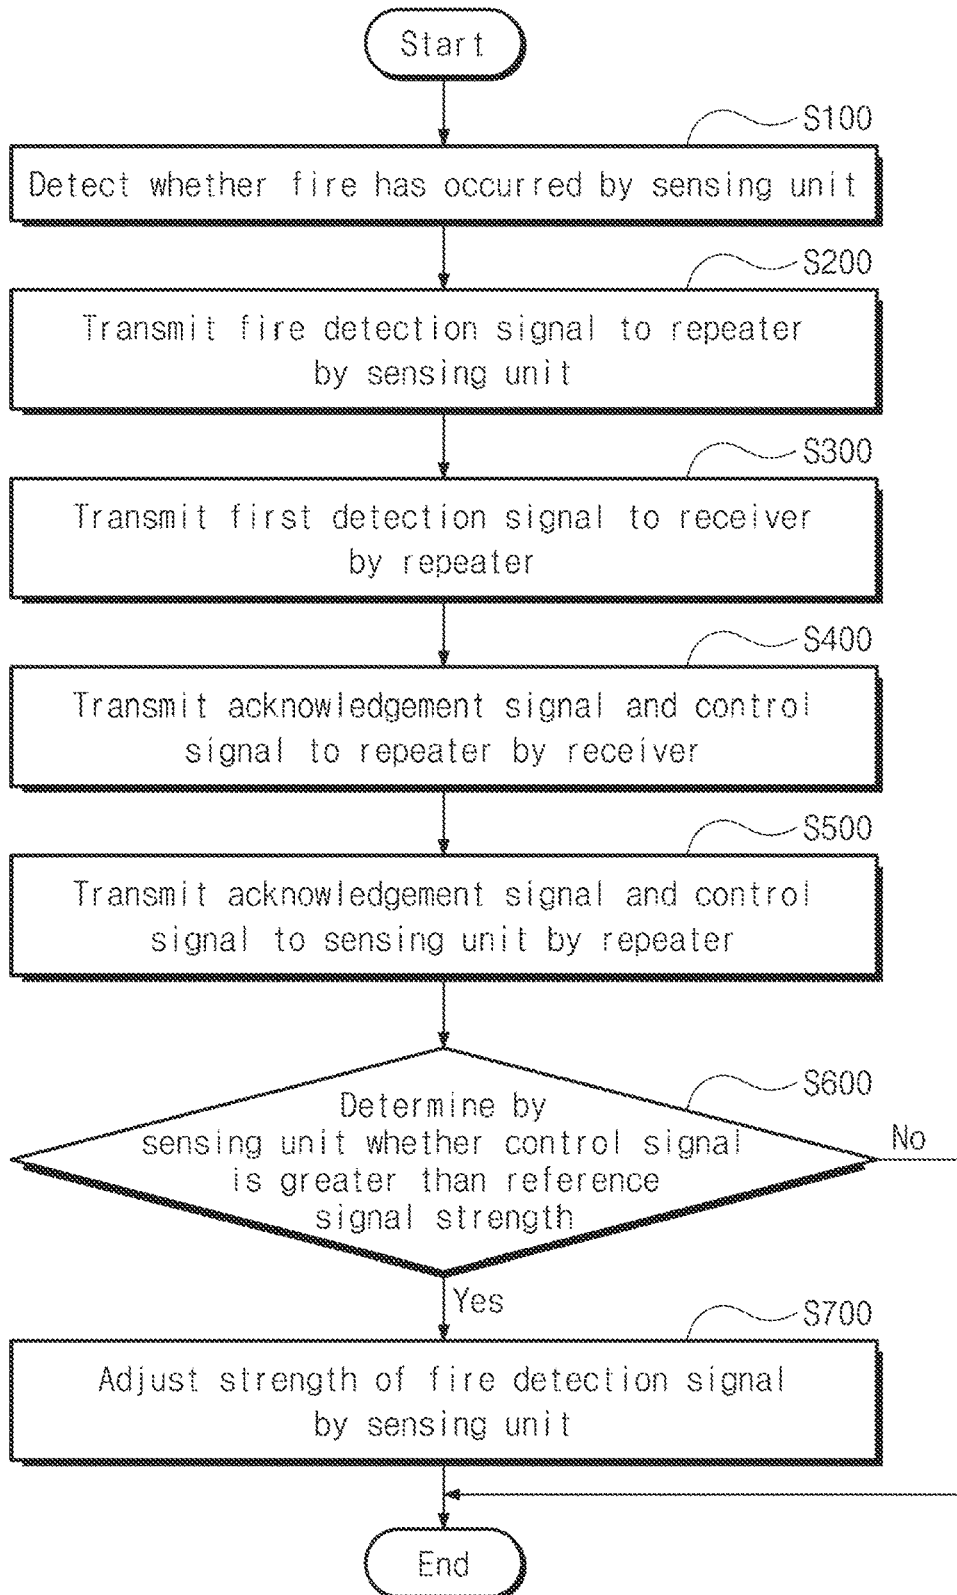 Start
S100
Detect whether fire has occurred by sensing unit
S200
Transmit fire detection signal to repeater
by sensing unit
S300
Transmit first detection signal to receiver
by repeater
S400
Transmit acknowledgement signal and control
signal to repeater by receiver
S500
Transmit acknowledgement signal and control
signal to sensing unit by repeater
S600
Determine by
sensing unit whether control signal
is greater than reference
signal strength
No
Yes
S700
Adjust strength of fire detection signal
by sensing unit
End